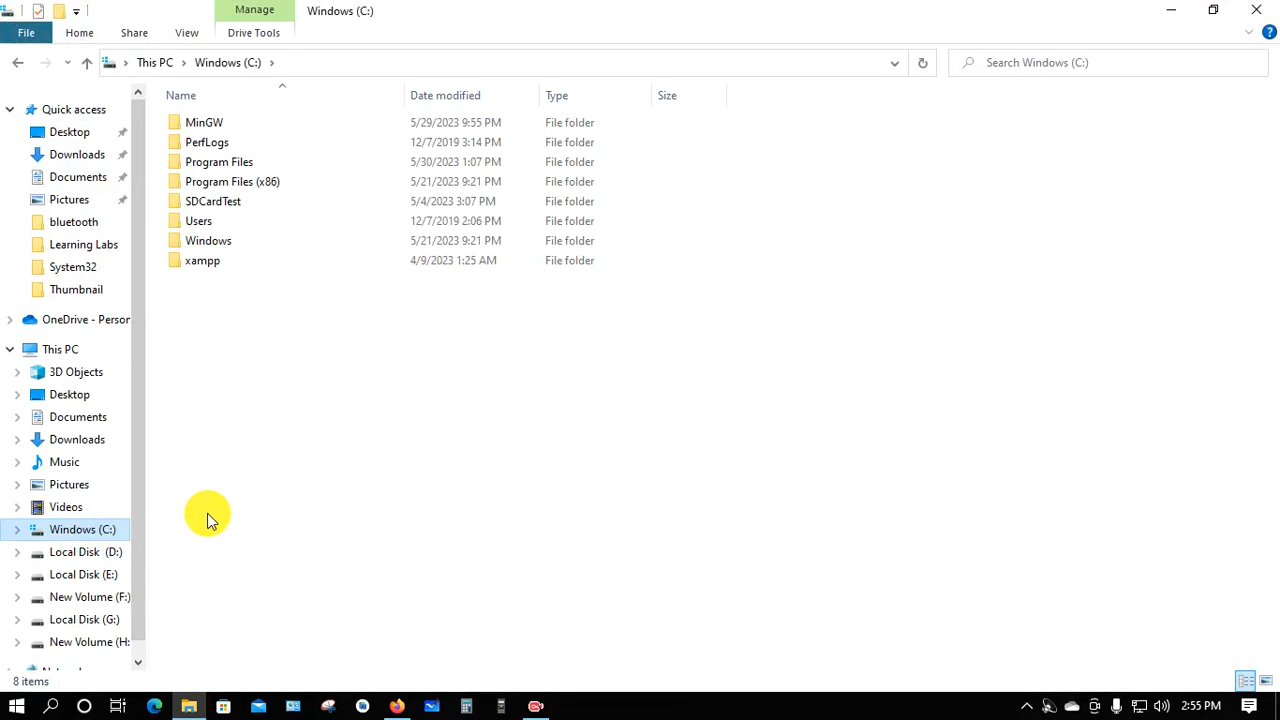 Manage
Windows (C:)
File
Home
Share
View
Drive Tools
This PC
Windows (C:)
Search Windows (C:)
Name
Date modified
Type
Size
Quick access
Desktop
Downloads
Documents
Pictures
bluetooth
Learning Labs
System32
Thumbnail
OneDrive - Person
This PC
3D Objects
Desktop
Documents
Downloads
Music
Pictures
Videos
Windows (C:)
Local Disk (D:)
Local Disk (E:)
New Volume (F:)
Local Disk (G:)
New Volume (H:
MinGW 5/29/2023 9:55 PM File folder
PerfLogs 12/7/2019 3:14 PM File folder
Program Files 5/30/2023 1:07 PM File folder
Program Files (x86) 5/21/2023 9:21 PM File folder
SDCardTest 5/4/2023 3:07 PM File folder
Users 12/7/2019 2:06 PM File folder
Windows 5/21/2023 9:21 PM File folder
xampp 4/9/2023 1:25 AM File folder
8 items
2:55 PM